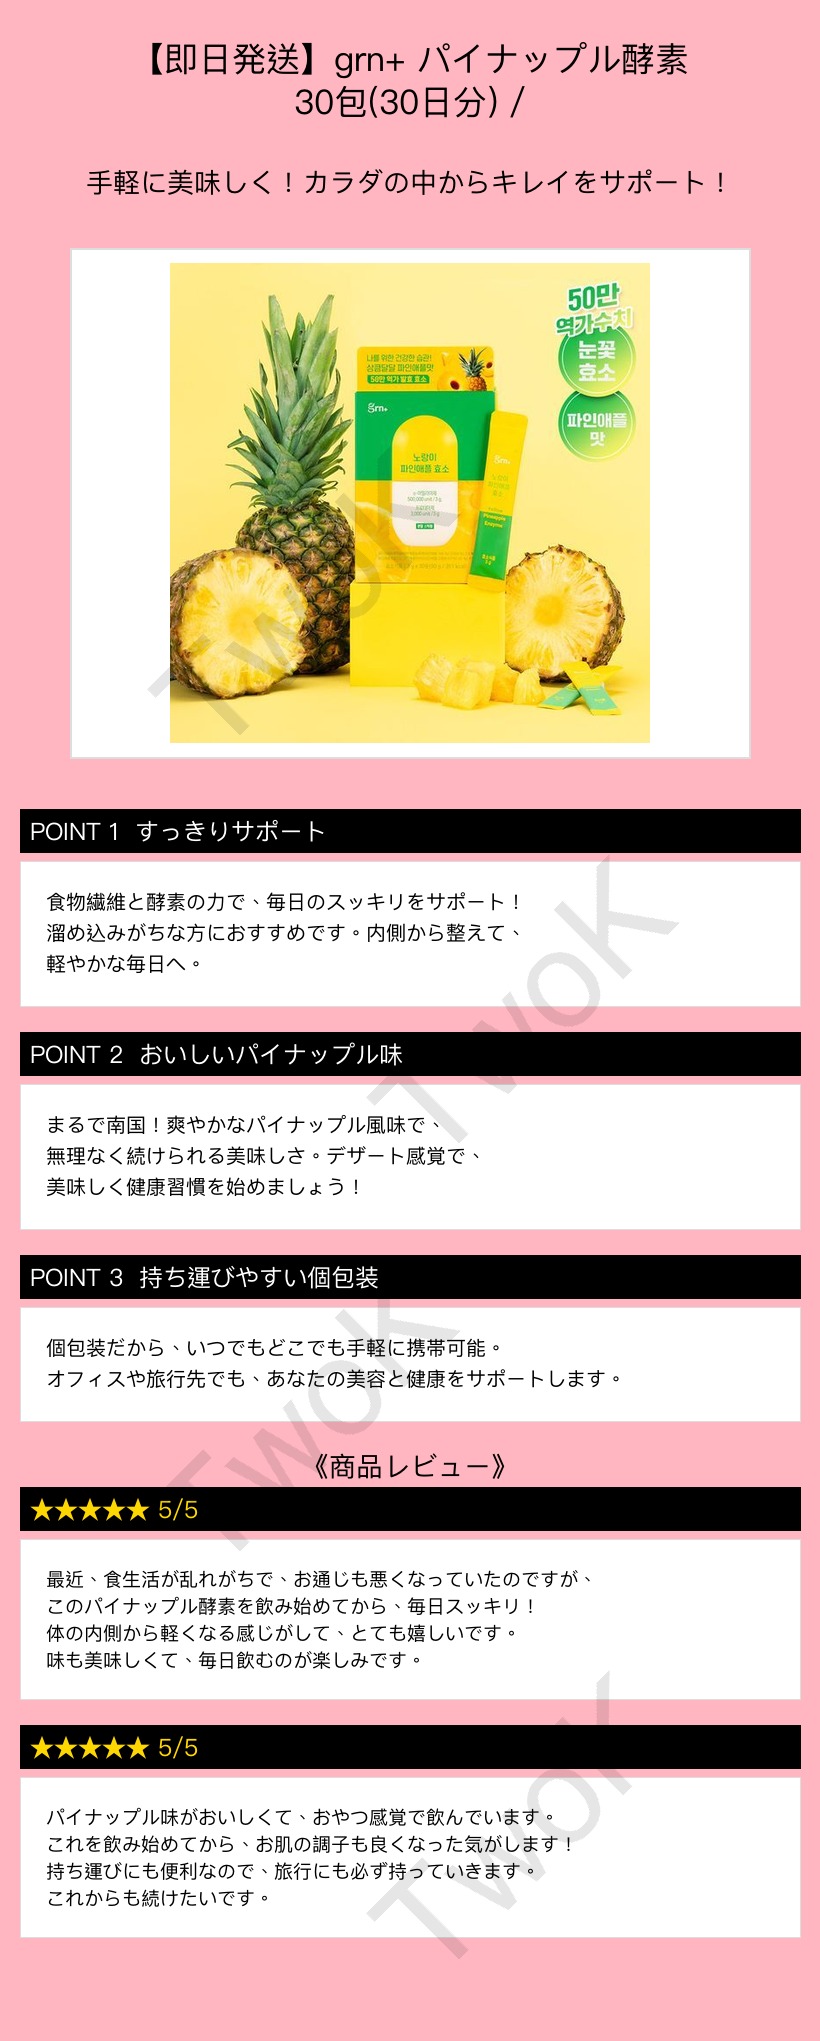 【即日発送】grn+ パイナップル酵素
30包(30日分) /
手軽に美味しく！カラダの中からキレイをサポート！
50만
역가수치
눈꽃
효소
파인애플
맛
나를 위한 건강한 습관!
상큼달달 파인애플맛
50만 역가 발효 효소
grn+
노랑이
파인애플 효소
grn+
노랑이
파인애플
효소
Pineapple
Enzyme
TwoK
POINT 1 すっきりサポート
食物繊維と酵素の力で、毎日のスッキリをサポート！
溜め込みがちな方におすすめです。内側から整えて、
軽やかな毎日へ。
TwoK
POINT 2 おいしいパイナップル味
まるで南国！爽やかなパイナップル風味で、
無理なく続けられる美味しさ。デザート感覚で、
美味しく健康習慣を始めましょう！
POINT 3 持ち運びやすい個包装
個包装だから、いつでもどこでも手軽に携帯可能。
オフィスや旅行先でも、あなたの美容と健康をサポートします。
TwoK
《商品レビュー》
★★★★★ 5/5
最近、食生活が乱れがちで、お通じも悪くなっていたのですが、
このパイナップル酵素を飲み始めてから、毎日スッキリ！
体の内側から軽くなる感じがして、とても嬉しいです。
味も美味しくて、毎日飲むのが楽しみです。
★★★★★ 5/5
パイナップル味がおいしくて、おやつ感覚で飲んでいます。
これを飲み始めてから、お肌の調子も良くなった気がします！
持ち運びにも便利なので、旅行にも必ず持っていきます。
これからも続けたいです。
TwoK